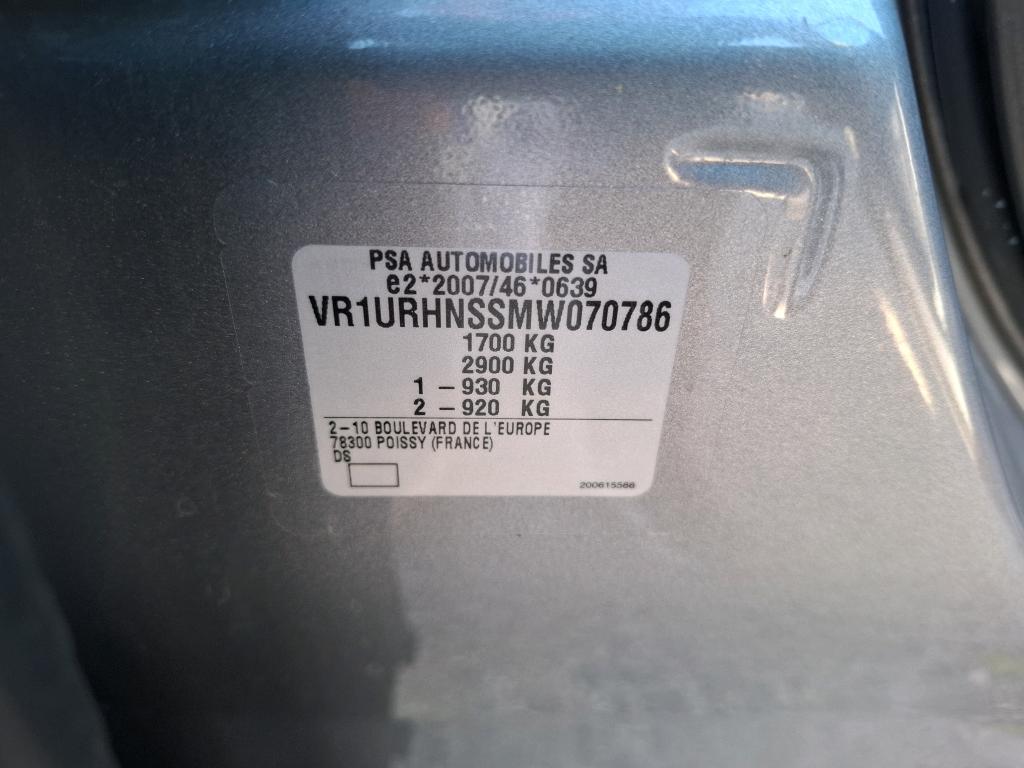 PSA AUTOMOBILES SA
e2*2007/46*0639
VR1URHNSSMW070786
1700 KG
2900 KG
1 – 930 KG
2 – 920 KG
2–10 BOULEVARD DE L'EUROPE
78300 POISSY (FRANCE)
DS
200615566